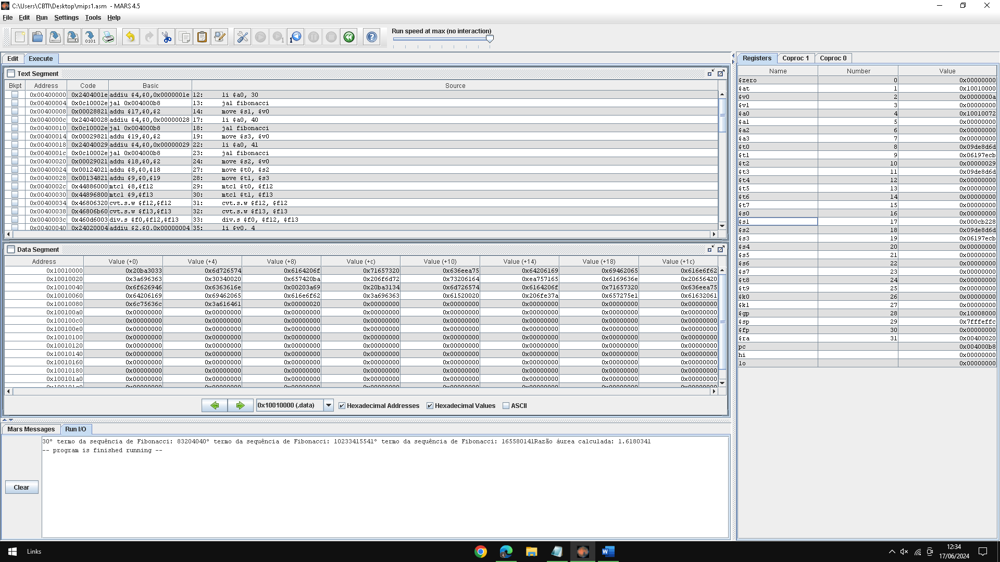 C:\Users\CBTI\Desktop\mips1.asm - MARS 4.5
File Edit Run Settings Tools Help
Run speed at max (no interaction)
Edit Execute
Text Segment
Bkpt Address Code Basic Source
0x00400000 0x2404001e addiu $4,$0,0x0000001e 12: li $a0, 30
0x00400004 0x0c10002e jal 0x004000b8 13: jal fibonacci
0x00400008 0x00028821 addu $17,$0,$2 14: move $s1, $v0
0x0040000c 0x24040028 addiu $4,$0,0x00000028 17: li $a0, 40
0x00400010 0x0c10002e jal 0x004000b8 18: jal fibonacci
0x00400014 0x00029821 addu $19,$0,$2 19: move $s3, $v0
0x00400018 0x24040029 addiu $4,$0,0x00000029 22: li $a0, 41
0x0040001c 0x0c10002e jal 0x004000b8 23: jal fibonacci
0x00400020 0x00029021 addu $18,$0,$2 24: move $s2, $v0
0x00400024 0x00124021 addu $8,$0,$18 27: move $t0, $s2
0x00400028 0x00134821 addu $9,$0,$19 28: move $t1, $s3
0x0040002c 0x44886000 mtc1 $8,$f12 29: mtc1 $t0, $f12
0x00400030 0x44896800 mtc1 $9,$f13 30: mtc1 $t1, $f13
0x00400034 0x46806320 cvt.s.w $f12,$f12 31: cvt.s.w $f12, $f12
0x00400038 0x46806b60 cvt.s.w $f13,$f13 32: cvt.s.w $f13, $f13
0x0040003c 0x460d6003 div.s $f0,$f12,$f13 33: div.s $f0, $f12, $f13
0x00400040 0x24020004 addiu $2,$0,0x00000004 35: li $v0, 4
Data Segment
Address Value (+0) Value (+4) Value (+8) Value (+c) Value (+10) Value (+14) Value (+18) Value (+1c)
0x10010000 0x20ba3033 0x6d726574 0x6164206f 0x71657320 0x636eea75 0x64206169 0x69462065 0x616e6f62
0x10010020 0x3a696363 0x30340020 0x657420ba 0x206f6d72 0x73206164 0xea757165 0x6169636e 0x20656420
0x10010040 0x6f626946 0x6363616e 0x00203a69 0x20ba3134 0x6d726574 0x6164206f 0x71657320 0x636eea75
0x10010060 0x64206169 0x69462065 0x616e6f62 0x3a696363 0x61520020 0x206fe37a 0x657275e1 0x61632061
0x10010080 0x6c75636c 0x3a616461 0x00000020 0x00000000 0x00000000 0x00000000 0x00000000 0x00000000
0x100100a0 0x00000000 0x00000000 0x00000000 0x00000000 0x00000000 0x00000000 0x00000000 0x00000000
0x100100c0 0x00000000 0x00000000 0x00000000 0x00000000 0x00000000 0x00000000 0x00000000 0x00000000
0x100100e0 0x00000000 0x00000000 0x00000000 0x00000000 0x00000000 0x00000000 0x00000000 0x00000000
0x10010100 0x00000000 0x00000000 0x00000000 0x00000000 0x00000000 0x00000000 0x00000000 0x00000000
0x10010120 0x00000000 0x00000000 0x00000000 0x00000000 0x00000000 0x00000000 0x00000000 0x00000000
0x10010140 0x00000000 0x00000000 0x00000000 0x00000000 0x00000000 0x00000000 0x00000000 0x00000000
0x10010160 0x00000000 0x00000000 0x00000000 0x00000000 0x00000000 0x00000000 0x00000000 0x00000000
0x10010180 0x00000000 0x00000000 0x00000000 0x00000000 0x00000000 0x00000000 0x00000000 0x00000000
0x100101a0 0x00000000 0x00000000 0x00000000 0x00000000 0x00000000 0x00000000 0x00000000 0x00000000
0x100101c0 0x00000000 0x00000000 0x00000000 0x00000000 0x00000000 0x00000000 0x00000000 0x00000000
0x10010000 (.data) Hexadecimal Addresses Hexadecimal Values ASCII
Mars Messages Run I/O
30° termo da sequência de Fibonacci: 83204040° termo da sequência de Fibonacci: 10233415541° termo da sequência de Fibonacci: 165580141Razão áurea calculada: 1.6180341
-- program is finished running --
Clear
Registers Coproc 1 Coproc 0
Name Number Value
$zero 0 0x00000000
$at 1 0x10010000
$v0 2 0x0000000a
$v1 3 0x00000000
$a0 4 0x10010072
$a1 5 0x00000000
$a2 6 0x00000000
$a3 7 0x00000000
$t0 8 0x09de8d6d
$t1 9 0x06197ecb
$t2 10 0x00000029
$t3 11 0x09de8d6d
$t4 12 0x00000000
$t5 13 0x00000000
$t6 14 0x00000000
$t7 15 0x00000000
$s0 16 0x00000000
$s1 17 0x000cb228
$s2 18 0x09de8d6d
$s3 19 0x06197ecb
$s4 20 0x00000000
$s5 21 0x00000000
$s6 22 0x00000000
$s7 23 0x00000000
$t8 24 0x00000000
$t9 25 0x00000000
$k0 26 0x00000000
$k1 27 0x00000000
$gp 28 0x10008000
$sp 29 0x7fffeffc
$fp 30 0x00000000
$ra 31 0x00400020
pc 0x004000b8
hi 0x00000000
lo 0x00000000
Links
12:34
17/06/2024